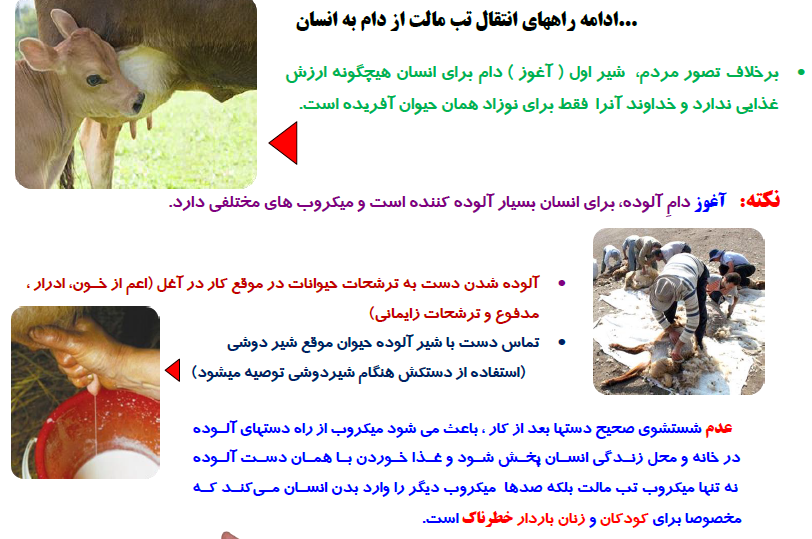 ...ادامه راههای انتقال تب مالت از دام به انسان
• برخلاف تصور مردم، شیر اول ( آغوز ) دام برای انسان هیچگونه ارزش
غذایی ندارد و خداوند آنرا فقط برای نوزاد همان حیوان آفریده است.
نکته: آغوز دامِ آلوده، برای انسان بسیار آلوده کننده است و میکروب های مختلفی دارد.
• آلوده شدن دست به ترشحات حیوانات در موقع کار در آغل (اعم از خون، ادرار ،
مدفوع و ترشحات زایمانی)
• تماس دست با شیر آلوده حیوان موقع شیر دوشی
(استفاده از دستکش هنگام شیردوشی توصیه میشود)
عدم شستشوی صحیح دستها بعد از کار ، باعث می شود میکروب از راه دستهای آلوده
در خانه و محل زندگی انسان پخش شود و غذا خوردن با همان دست آلوده
نه تنها میکروب تب مالت بلکه صدها میکروب دیگر را وارد بدن انسان می‌کند که
مخصوصا برای کودکان و زنان باردار خطرناک است.